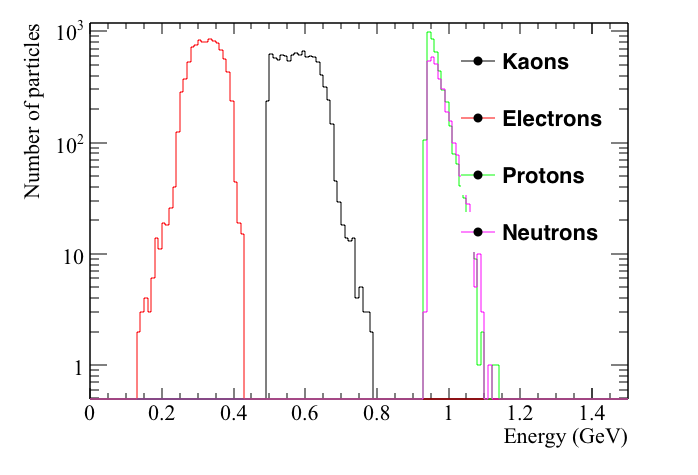 Number of particles
10³
10²
10
1
Kaons
Electrons
Protons
Neutrons
0 0.2 0.4 0.6 0.8 1 1.2 1.4
Energy (GeV)